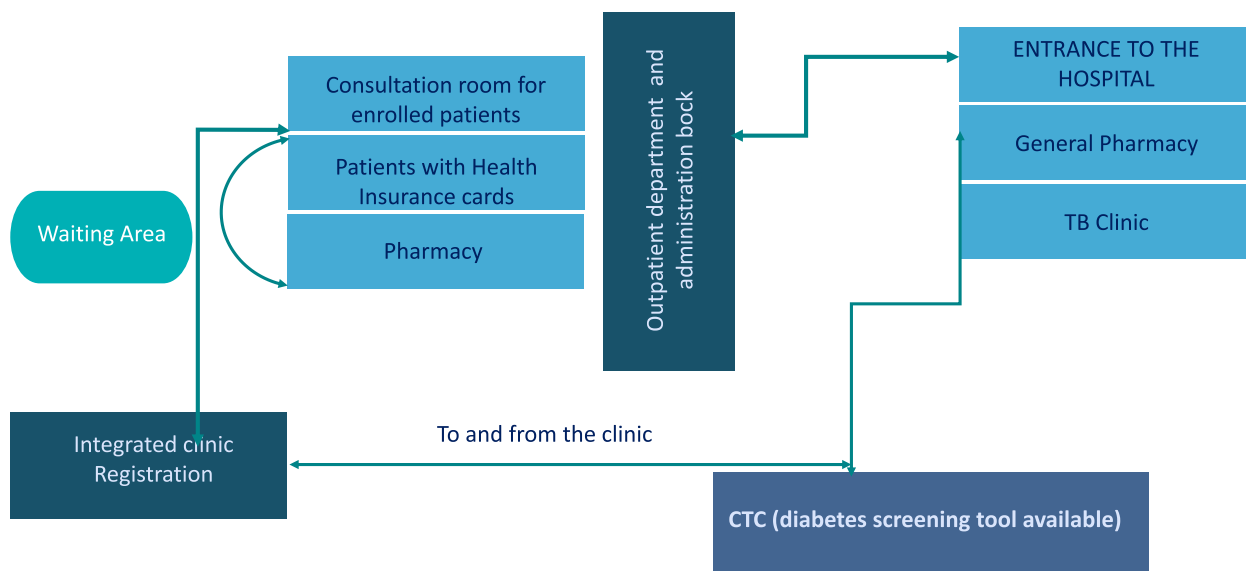 Consultation room for
enrolled patients
Patients with Health
Insurance cards
Pharmacy
Waiting Area
Outpatient department and
administration bock
ENTRANCE TO THE
HOSPITAL
General Pharmacy
TB Clinic
Integrated clinic
Registration
To and from the clinic
CTC (diabetes screening tool available)